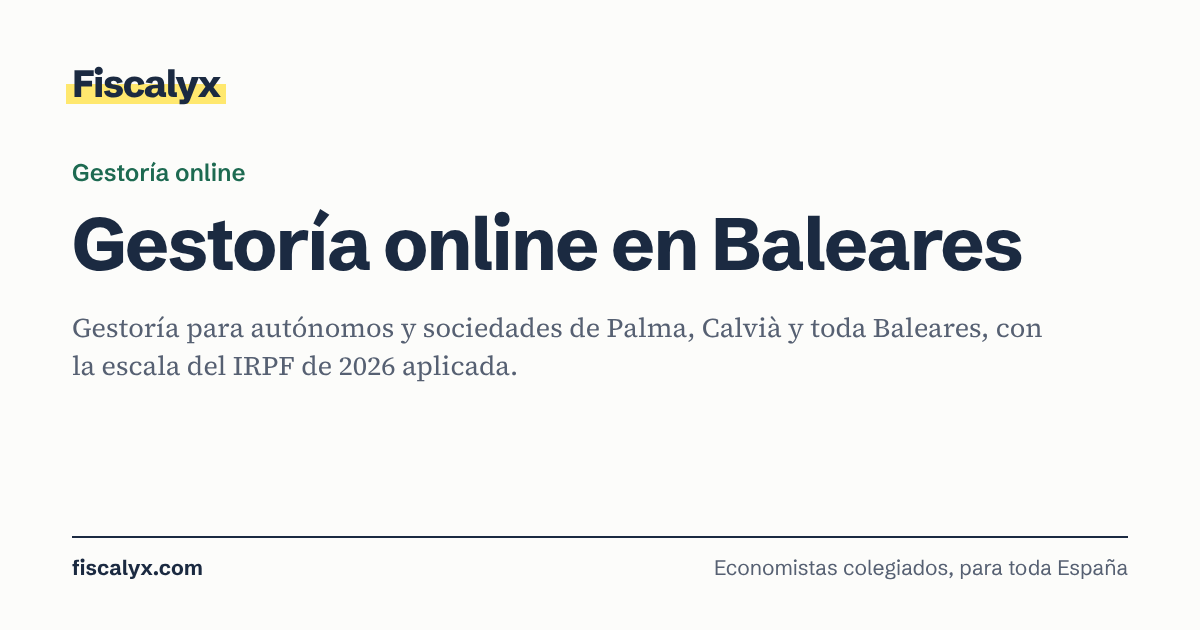 Fiscalyx
Gestoría online
Gestoría online en Baleares
Gestoría para autónomos y sociedades de Palma, Calvià y toda Baleares, con
la escala del IRPF de 2026 aplicada.
fiscalyx.com
Economistas colegiados, para toda España